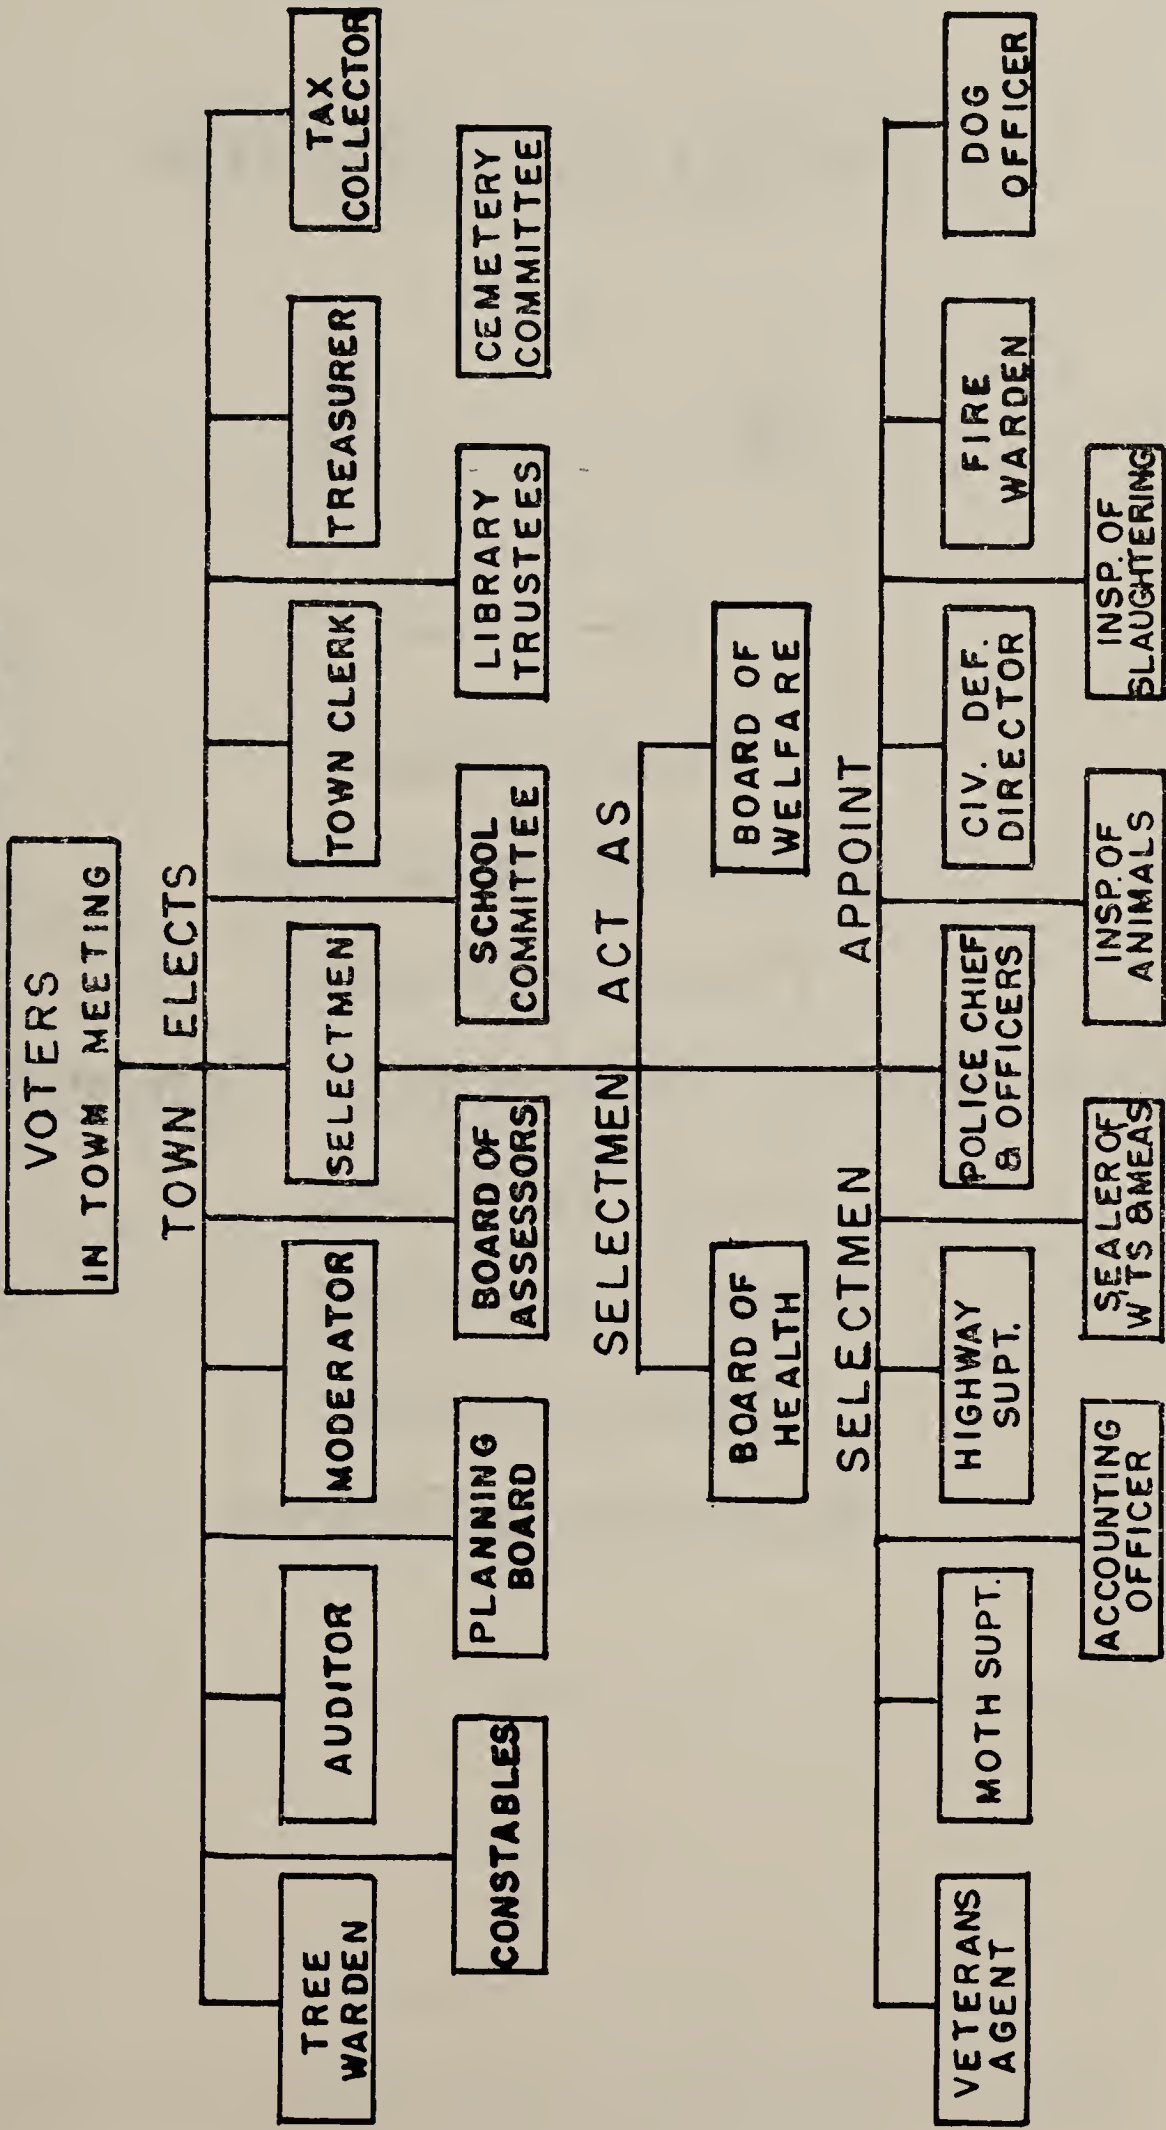 VOTERS
IN TOWN MEETING
TOWN ELECTS
TREE
WARDEN
AUDITOR
MODERATOR
SELECTMEN
TOWN CLERK
TREASURER
TAX
COLLECTOR
CONSTABLES
PLANNING
BOARD
BOARD OF
ASSESSORS
SCHOOL
COMMITTEE
LIBRARY
TRUSTEES
CEMETERY
COMMITTEE
SELECTMEN ACT AS
BOARD OF
HEALTH
BOARD OF
WELFARE
SELECTMEN APPOINT
VETERANS
AGENT
MOTH SUPT.
HIGHWAY
SUPT.
POLICE CHIEF
& OFFICERS
CIV. DEF.
DIRECTOR
FIRE
WARDEN
DOG
OFFICER
ACCOUNTING
OFFICER
SEALER OF
W'TS & MEAS
INSP. OF
ANIMALS
INSP. OF
SLAUGHTERING